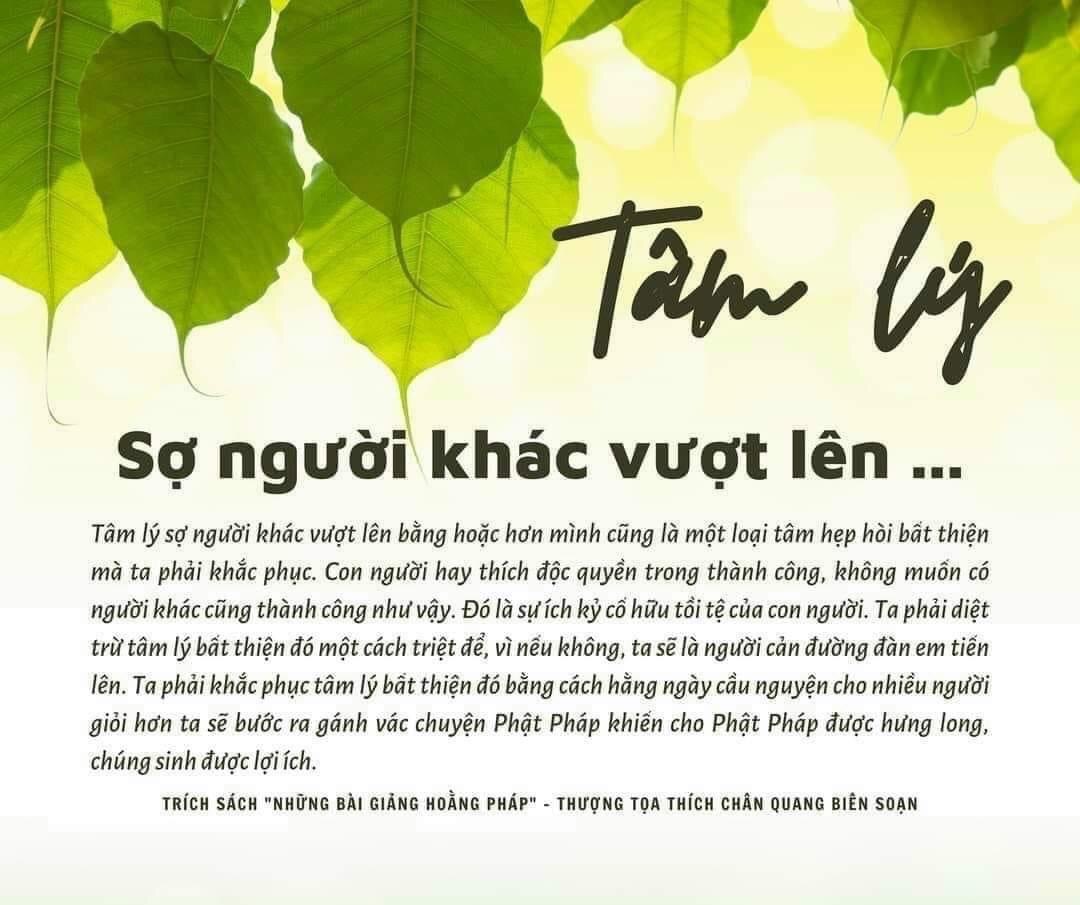 Tâm lý
Sợ người khác vượt lên ...
Tâm lý sợ người khác vượt lên bằng hoặc hơn mình cũng là một loại tâm hẹp hòi bất thiện
mà ta phải khắc phục. Con người hay thích độc quyền trong thành công, không muốn có
người khác cũng thành công như vậy. Đó là sự ích kỷ cố hữu tồi tệ của con người. Ta phải diệt
trừ tâm lý bất thiện đó một cách triệt để, vì nếu không, ta sẽ là người cản đường đàn em tiến
lên. Ta phải khắc phục tâm lý bất thiện đó bằng cách hằng ngày cầu nguyện cho nhiều người
giỏi hơn ta sẽ bước ra gánh vác chuyện Phật Pháp khiến cho Phật Pháp được hưng long,
chúng sinh được lợi ích.
TRÍCH SÁCH "NHỮNG BÀI GIẢNG HOẰNG PHÁP" - THƯỢNG TỌA THÍCH CHÂN QUANG BIÊN SOẠN